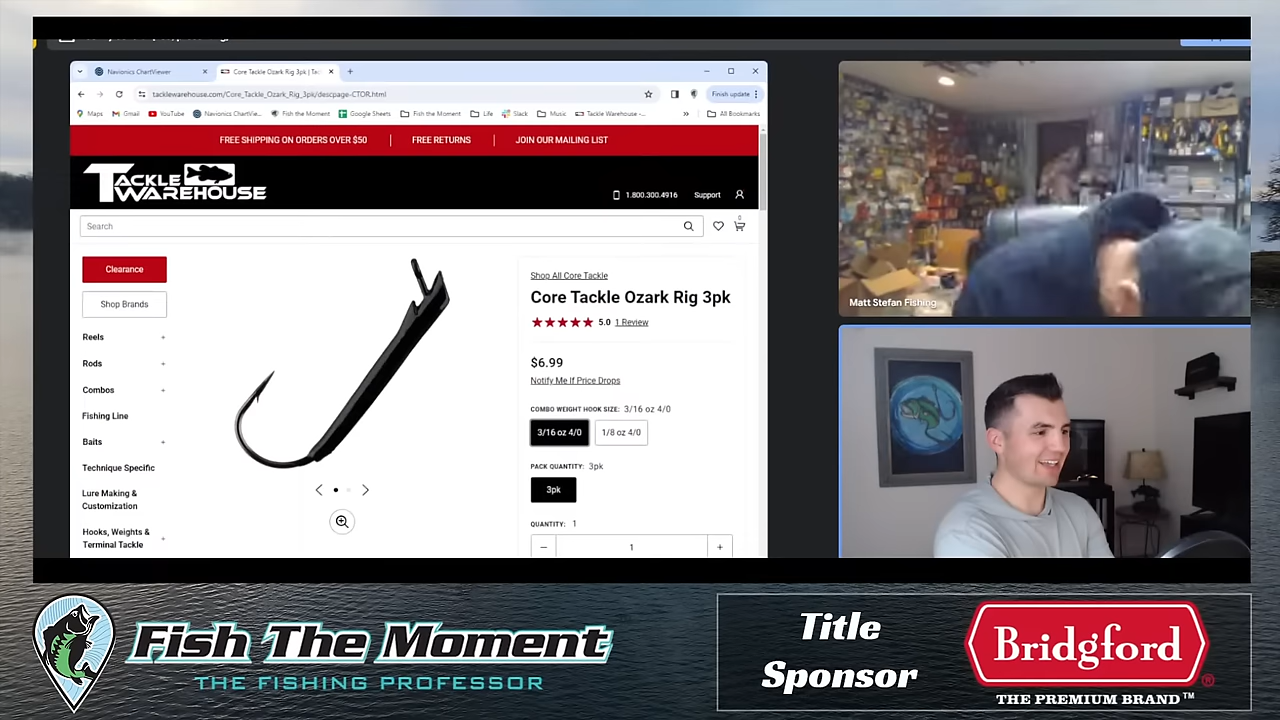 Navionics ChartViewer
Core Tackle Ozark Rig 3pk | Tac
tacklewarehouse.com/Core_Tackle_Ozark_Rig_3pk/descpage-CTOR.html
Finish update
Maps
Gmail
YouTube
Navionics ChartVie...
Fish the Moment
Google Sheets
Fish the Moment
Life
Slack
Music
Tackle Warehouse -...
»
All Bookmarks
FREE SHIPPING ON ORDERS OVER $50
FREE RETURNS
JOIN OUR MAILING LIST
TACKLE
WAREHOUSE
1.800.300.4916
Support
Search
0
Clearance
Shop Brands
Reels +
Rods +
Combos +
Fishing Line
Baits +
Technique Specific
Lure Making &
Customization
Hooks, Weights &
Terminal Tackle +
Shop All Core Tackle
Core Tackle Ozark Rig 3pk
5.0 1 Review
$6.99
Notify Me If Price Drops
COMBO WEIGHT HOOK SIZE: 3/16 oz 4/0
3/16 oz 4/0
1/8 oz 4/0
PACK QUANTITY: 3pk
3pk
QUANTITY: 1
— 1 +
Matt Stefan Fishing
Fish The Moment
THE FISHING PROFESSOR
Title
Sponsor
Bridgford®
THE PREMIUM BRAND™